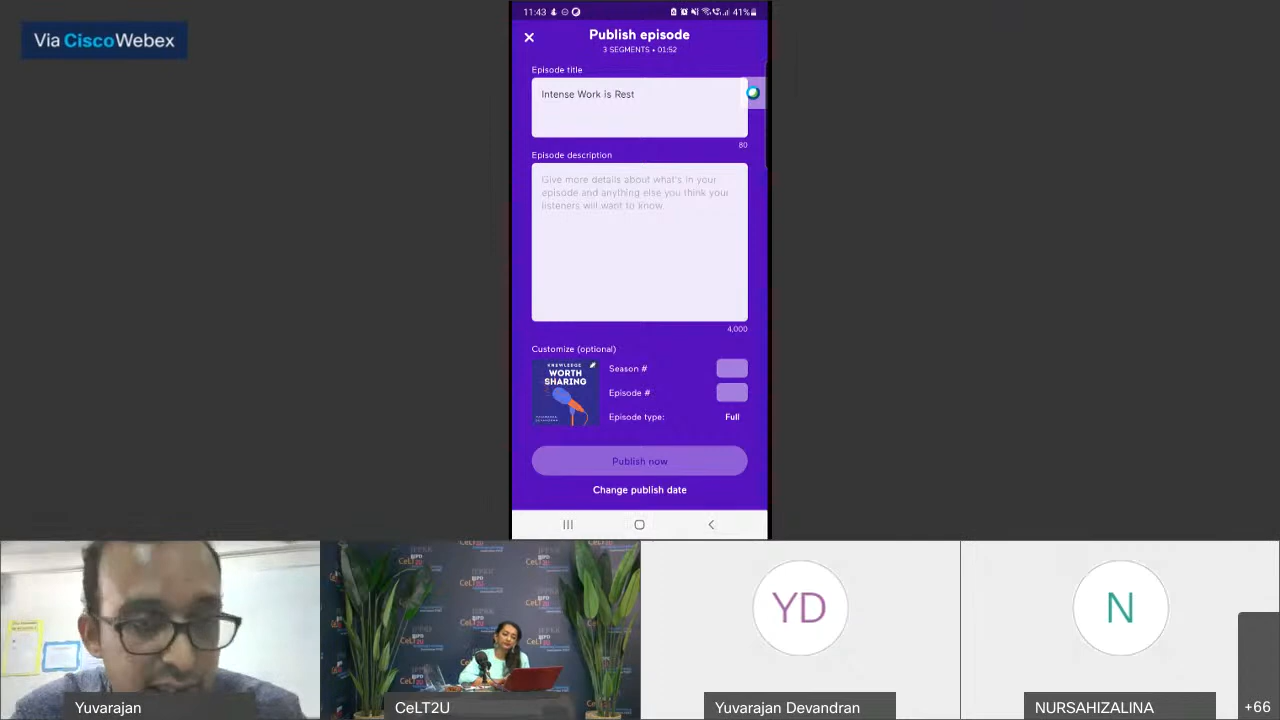 Via Cisco Webex
11:43
41%
Publish episode
3 SEGMENTS • 01:52
Episode title
Intense Work is Rest
80
Episode description
Give more details about what's in your
episode and anything else you think your
listeners will want to know.
4,000
Customize (optional)
KNOWLEDGE
WORTH
SHARING
Season #
Episode #
Episode type:
Full
Publish now
Change publish date
CeLT2U
Yuvarajan
CeLT2U
YD
Yuvarajan Devandran
N
NURSAHIZALINA
+66